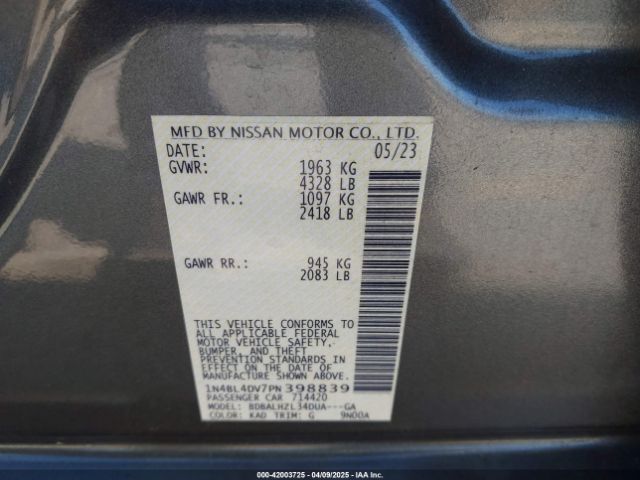 MFD BY NISSAN MOTOR CO., LTD.
DATE: 05/23
GVWR: 1963 KG
4328 LB
GAWR FR.: 1097 KG
2418 LB
GAWR RR.: 945 KG
2083 LB
THIS VEHICLE CONFORMS TO
ALL APPLICABLE FEDERAL
MOTOR VEHICLE SAFETY,
BUMPER, AND THEFT
PREVENTION STANDARDS IN
EFFECT ON THE DATE OF
MANUFACTURE SHOWN ABOVE.
1N4BL4DV7PN398839
PASSENGER CAR 714420
MODEL: BDBALHZL34DUA---GA
COLOR: KAD TRIM: G 9N00A
000-42003725 - 04/09/2025 - IAAI.COM